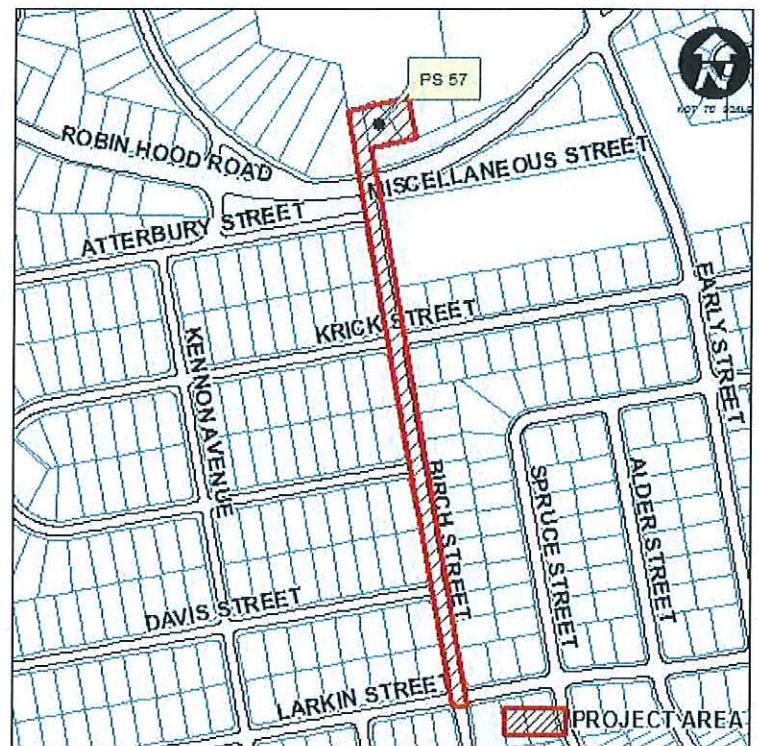 PS 57
N
NOT TO SCALE
ROBIN HOOD ROAD
MISCELLANEOUS STREET
ATTERBURY STREET
KRICK STREET
EARLY STREET
KENNON AVENUE
BIRCH STREET
SPRUCE STREET
ALDER STREET
DAVIS STREET
LARKIN STREET
PROJECT AREA